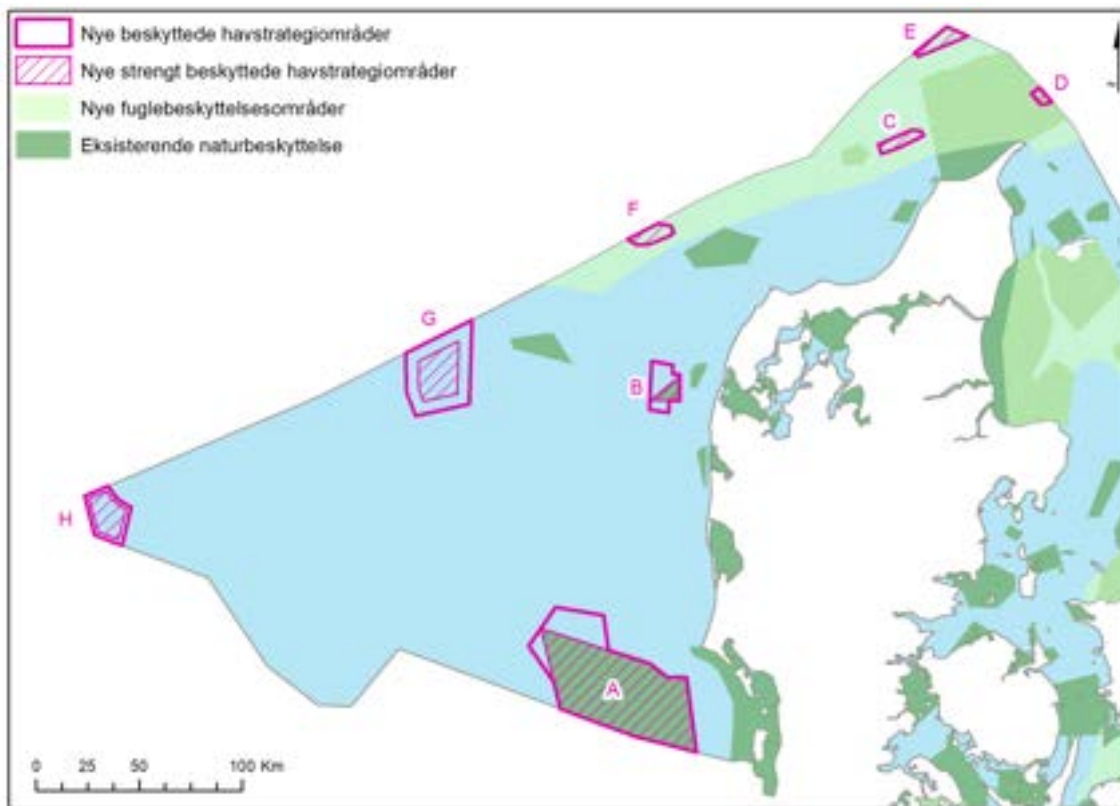 Nye beskyttede havstrategiområder
Nye strengt beskyttede havstrategiområder
Nye fuglebeskyttelsesområder
Eksisterende naturbeskyttelse
E
D
C
F
G
B
H
A
0 25 50 100 Km